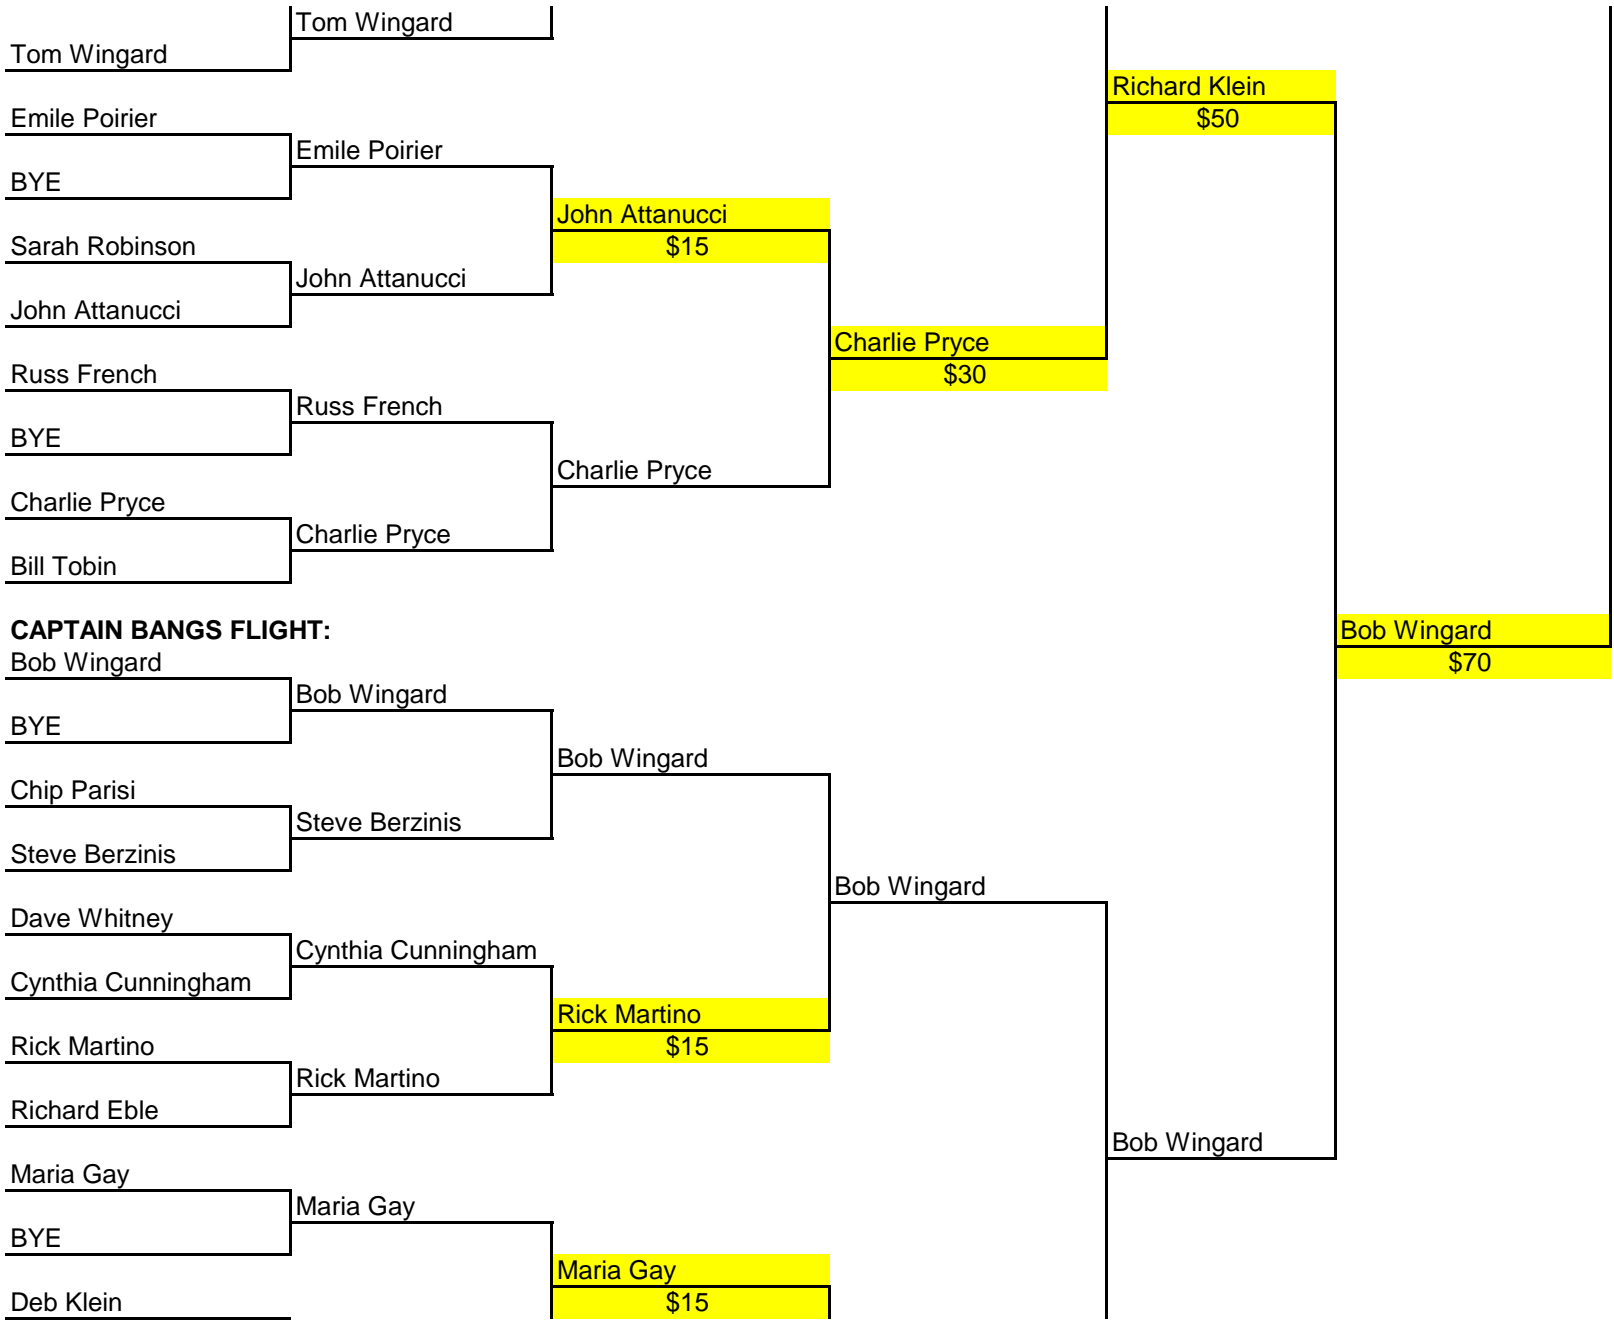 Tom Wingard
Tom Wingard
Richard Klein
Emile Poirier
$50
Emile Poirier
BYE
John Attanucci
Sarah Robinson
$15
John Attanucci
John Attanucci
Charlie Pryce
Russ French
$30
Russ French
BYE
Charlie Pryce
Charlie Pryce
Charlie Pryce
Bill Tobin
CAPTAIN BANGS FLIGHT:
Bob Wingard
Bob Wingard
$70
Bob Wingard
BYE
Bob Wingard
Chip Parisi
Steve Berzinis
Steve Berzinis
Bob Wingard
Dave Whitney
Cynthia Cunningham
Cynthia Cunningham
Rick Martino
Rick Martino
$15
Rick Martino
Richard Eble
Bob Wingard
Maria Gay
Maria Gay
BYE
Maria Gay
Deb Klein
$15